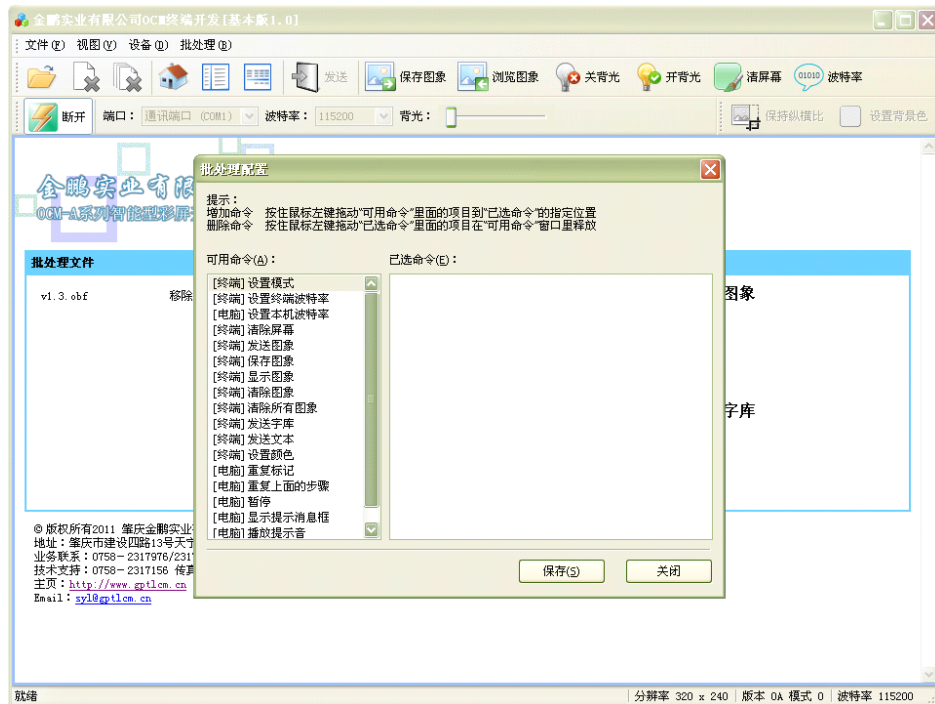 金鹏实业有限公司OCM终端开发[基本版1.0]
文件(F) 视图(V) 设备(D) 批处理(B)
发送 保存图象 浏览图象 关背光 开背光 清屏幕 01010 波特率
断开 端口： 通讯端口 (COM1) 波特率： 115200 背光： 保持纵横比 设置背景色
金鹏实业有限
OCM-A系列智能型彩屏
批处理配置
提示：
增加命令 按住鼠标左键拖动"可用命令"里面的项目到"已选命令"的指定位置
删除命令 按住鼠标左键拖动"已选命令"里面的项目在"可用命令"窗口里释放
可用命令(A)： 已选命令(E)：
[终端] 设置模式
[终端] 设置终端波特率
[电脑] 设置本机波特率
[终端] 清除屏幕
[终端] 发送图象
[终端] 保存图象
[终端] 显示图象
[终端] 清除图象
[终端] 清除所有图象
[终端] 发送字库
[终端] 发送文本
[终端] 设置颜色
[电脑] 重复标记
[电脑] 重复上面的步骤
[电脑] 暂停
[电脑] 显示提示消息框
[电脑] 播放提示音
保存(S) 关闭
批处理文件
v1.3.obf 移除
图象
字库
© 版权所有2011 肇庆金鹏实业
地址：肇庆市建设四路13号天宁
业务联系：0758－2317976/231
技术支持：0758－2317156 传真
主页：http://www.gptlcm.cn
Email：syl@gptlcm.cn
就绪 分辨率 320 x 240 版本 0A 模式 0 波特率 115200